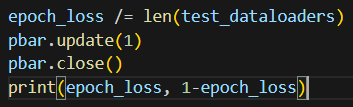 epoch_loss /= len(test_dataloaders)
pbar.update(1)
pbar.close()
print(epoch_loss, 1-epoch_loss)